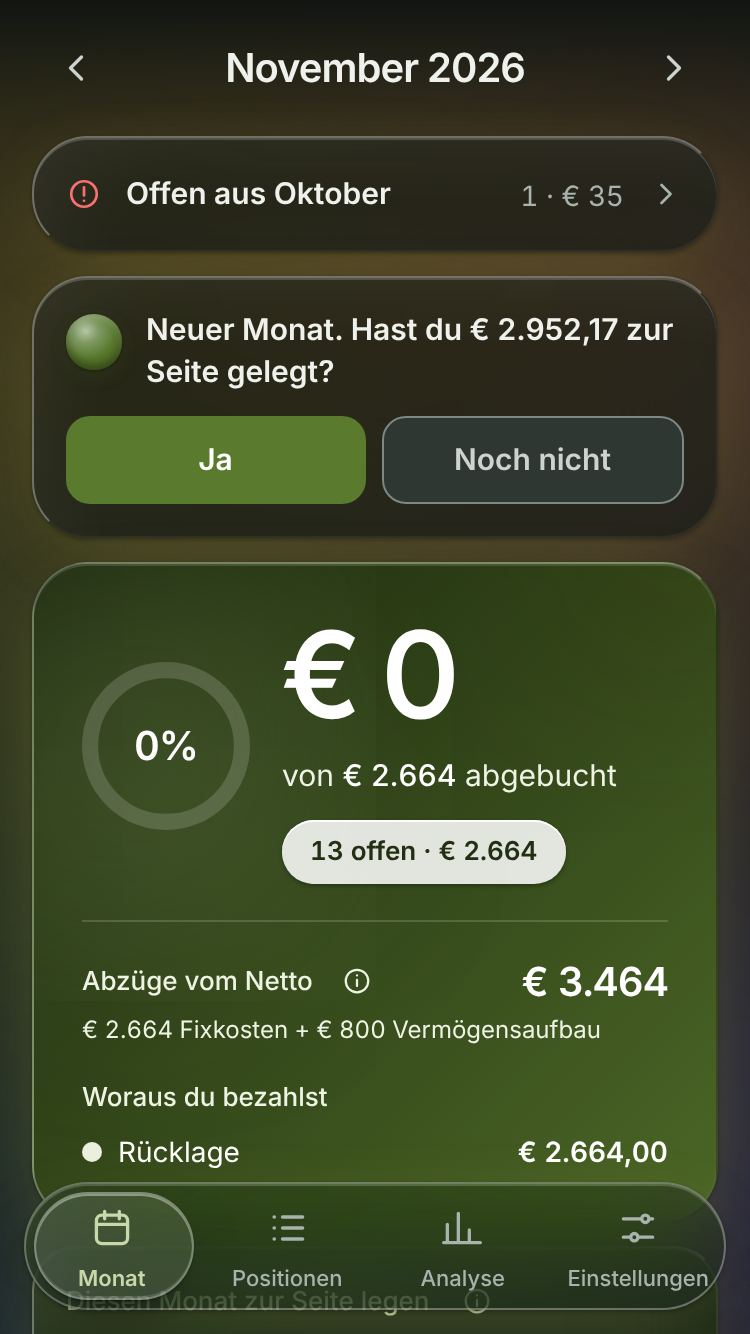 November 2026
Offen aus Oktober 1 · € 35
Neuer Monat. Hast du € 2.952,17 zur
Seite gelegt?
Ja Noch nicht
€ 0
0%
von € 2.664 abgebucht
13 offen · € 2.664
Abzüge vom Netto € 3.464
€ 2.664 Fixkosten + € 800 Vermögensaufbau
Woraus du bezahlst
Rücklage € 2.664,00
Monat Positionen Analyse Einstellungen
Diesen Monat zur Seite legen